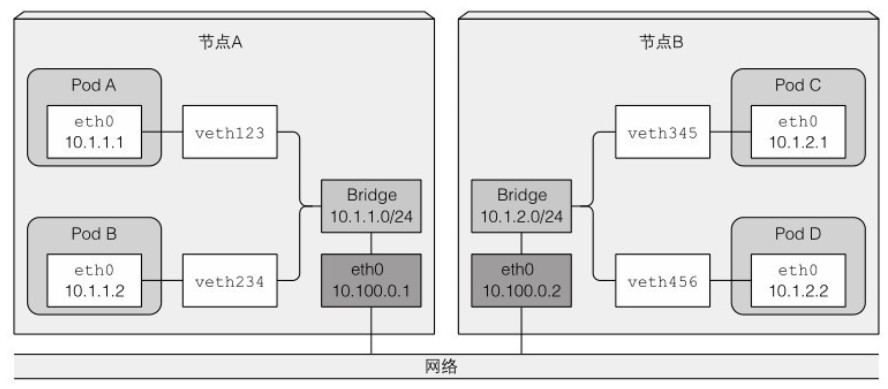 节点A
Pod A
eth0
10.1.1.1
veth123
Bridge
10.1.1.0/24
Pod B
eth0
10.1.1.2
veth234
eth0
10.100.0.1
节点B
Pod C
eth0
10.1.2.1
veth345
Bridge
10.1.2.0/24
Pod D
eth0
10.1.2.2
veth456
eth0
10.100.0.2
网络